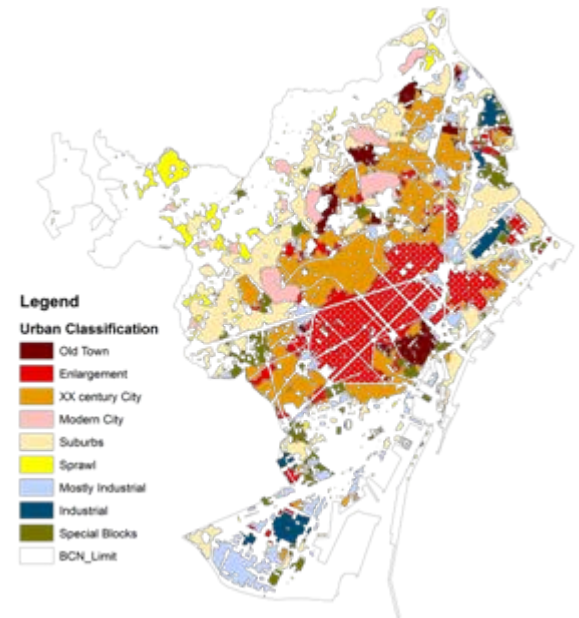 Legend
Urban Classification
Old Town
Enlargement
XX century City
Modern City
Suburbs
Sprawl
Mostly Industrial
Industrial
Special Blocks
BCN_Limit